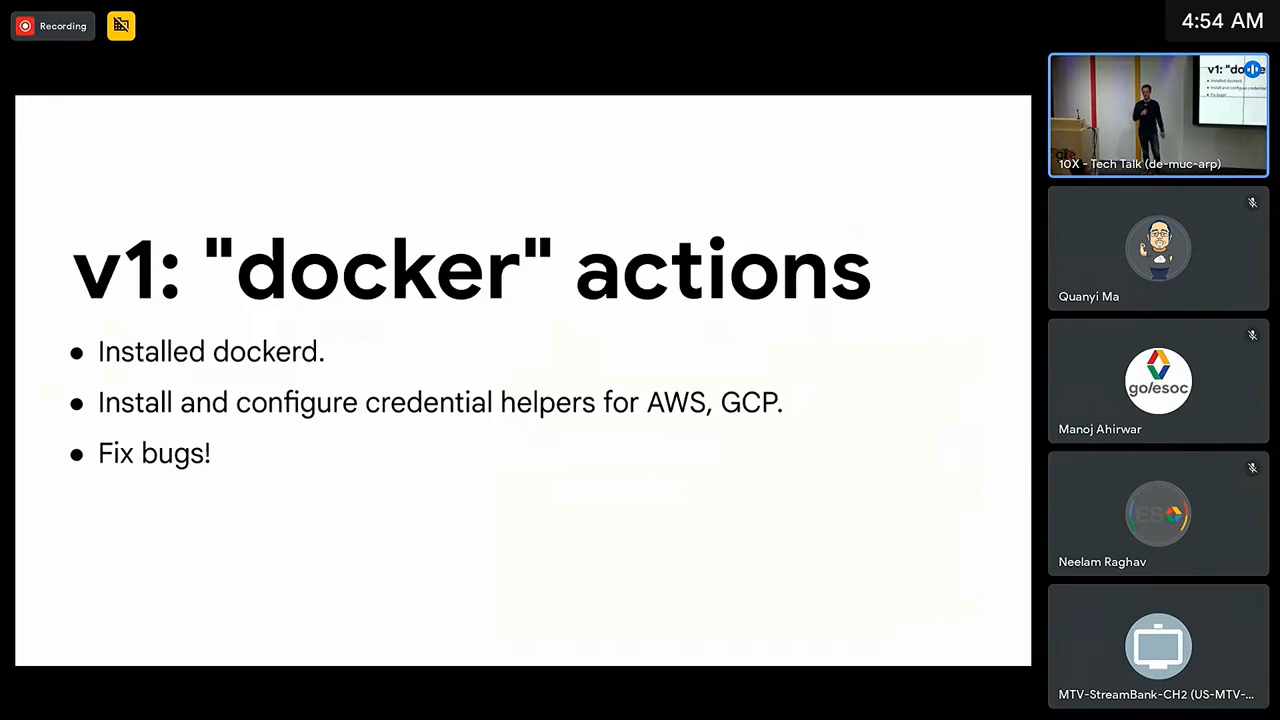 Recording
4:54 AM
v1: "docker" actions
● Installed dockerd.
● Install and configure credential helpers for AWS, GCP.
● Fix bugs!
10X - Tech Talk (de-muc-arp)
Quanyi Ma
go/esoc
Manoj Ahirwar
Neelam Raghav
MTV-StreamBank-CH2 (US-MTV-...